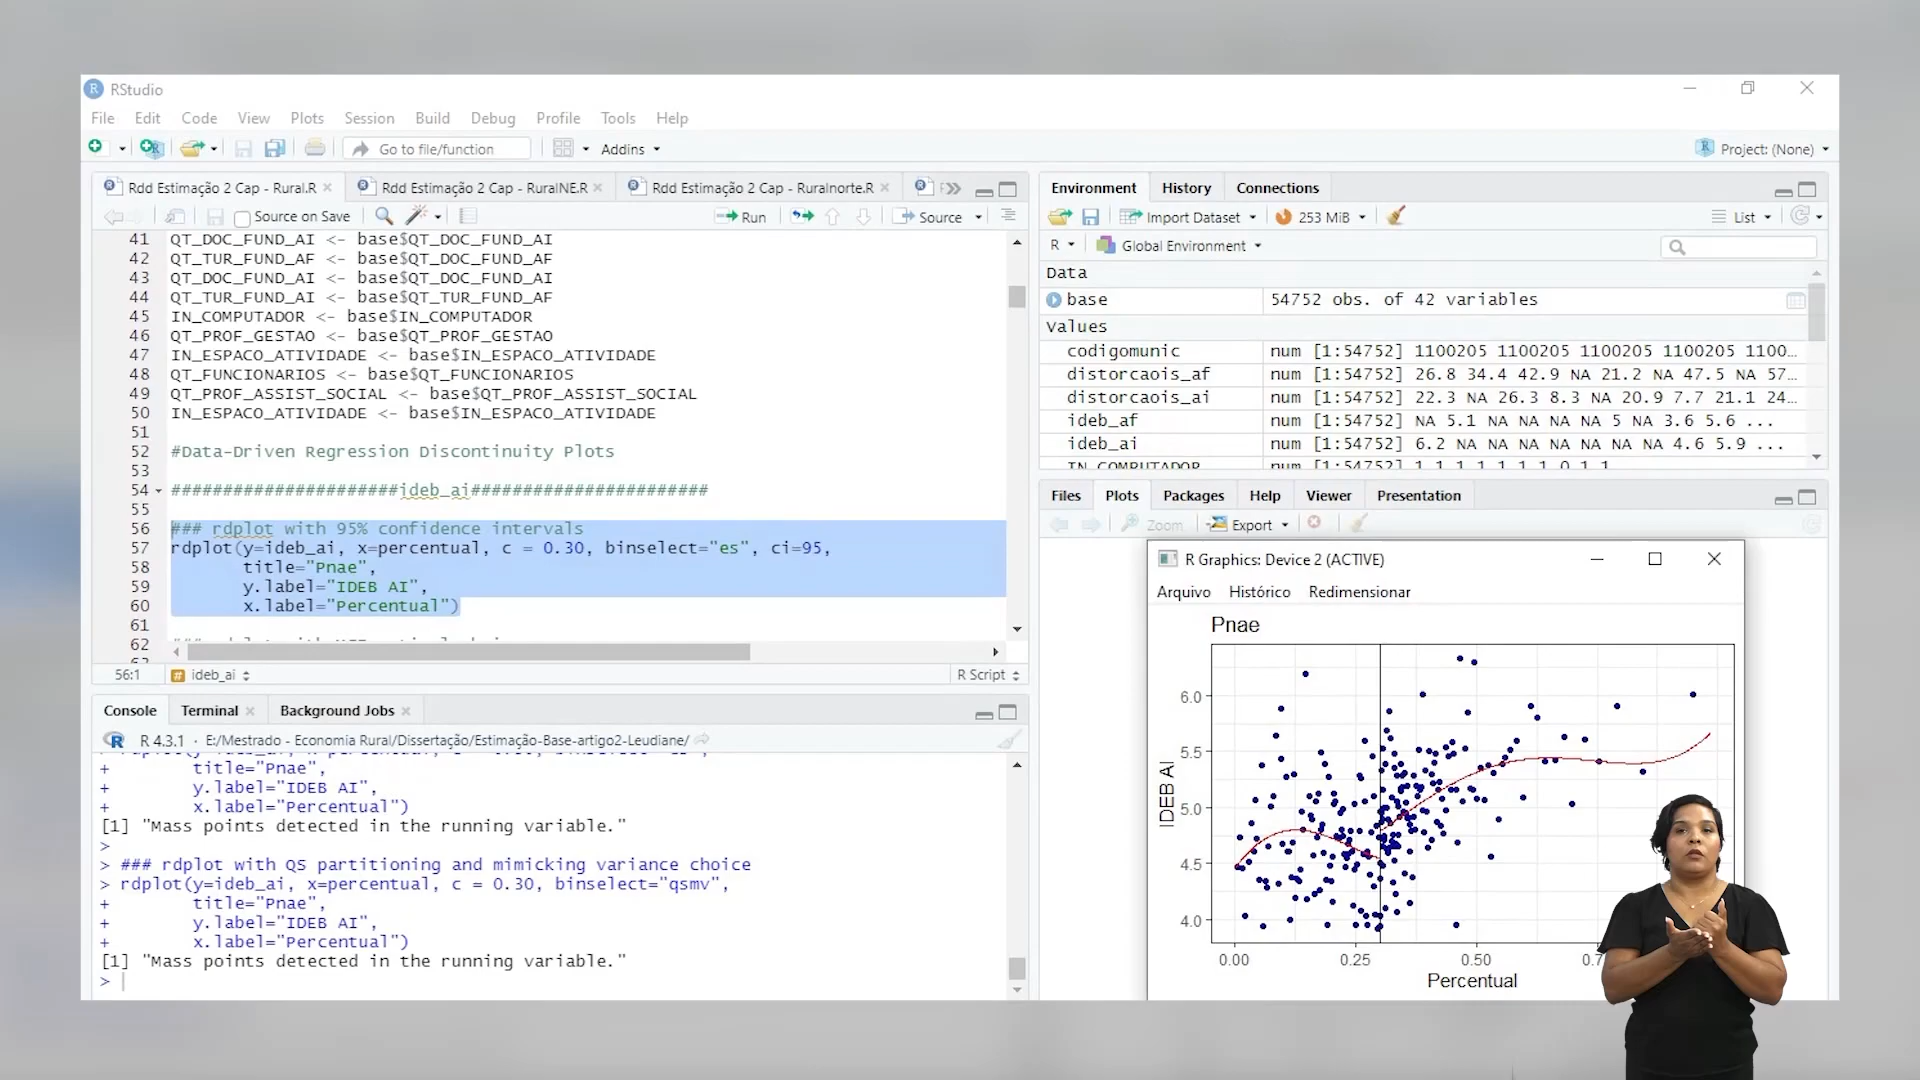 RStudio
File Edit Code View Plots Session Build Debug Profile Tools Help
Go to file/function Addins Project: (None)
Rdd Estimação 2 Cap - Rural.R Rdd Estimação 2 Cap - RuralNE.R Rdd Estimação 2 Cap - Ruralnorte.R
Source on Save Run Source
41 QT_DOC_FUND_AI <- base$QT_DOC_FUND_AI
42 QT_TUR_FUND_AF <- base$QT_DOC_FUND_AF
43 QT_DOC_FUND_AI <- base$QT_DOC_FUND_AI
44 QT_TUR_FUND_AI <- base$QT_TUR_FUND_AF
45 IN_COMPUTADOR <- base$IN_COMPUTADOR
46 QT_PROF_GESTAO <- base$QT_PROF_GESTAO
47 IN_ESPACO_ATIVIDADE <- base$IN_ESPACO_ATIVIDADE
48 QT_FUNCIONARIOS <- base$QT_FUNCIONARIOS
49 QT_PROF_ASSIST_SOCIAL <- base$QT_PROF_ASSIST_SOCIAL
50 IN_ESPACO_ATIVIDADE <- base$IN_ESPACO_ATIVIDADE
51
52 #Data-Driven Regression Discontinuity Plots
53
54 ######################ideb_ai#######################
55
56 ### rdplot with 95% confidence intervals
57 rdplot(y=ideb_ai, x=percentual, c = 0.30, binselect="es", ci=95,
58 title="Pnae",
59 y.label="IDEB AI",
60 x.label="Percentual")
61
62
56:1 ideb_ai R Script
Console Terminal Background Jobs
R 4.3.1 · E:/Mestrado - Economia Rural/Dissertação/Estimação-Base-artigo2-Leudiane/
+ title="Pnae",
+ y.label="IDEB AI",
+ x.label="Percentual")
[1] "Mass points detected in the running variable."
>
> ### rdplot with QS partitioning and mimicking variance choice
> rdplot(y=ideb_ai, x=percentual, c = 0.30, binselect="qsmv",
+ title="Pnae",
+ y.label="IDEB AI",
+ x.label="Percentual")
[1] "Mass points detected in the running variable."
>
Environment History Connections
Import Dataset 253 MiB List
R Global Environment
Data
base 54752 obs. of 42 variables
Values
codigomunic num [1:54752] 1100205 1100205 1100205 1100205 1100…
distorcaois_af num [1:54752] 26.8 34.4 42.9 NA 21.2 NA 47.5 NA 57…
distorcaois_ai num [1:54752] 22.3 NA 26.3 8.3 NA 20.9 7.7 21.1 24…
ideb_af num [1:54752] NA 5.1 NA NA NA NA 5 NA 3.6 5.6 ...
ideb_ai num [1:54752] 6.2 NA NA NA NA NA NA NA 4.6 5.9 ...
IN_COMPUTADOR num [1:54752] 1 1 1 1 1 1 1 0 1 1
Files Plots Packages Help Viewer Presentation
Zoom Export
R Graphics: Device 2 (ACTIVE)
Arquivo Histórico Redimensionar
Pnae
IDEB AI
6.0
5.5
5.0
4.5
4.0
0.00 0.25 0.50
Percentual